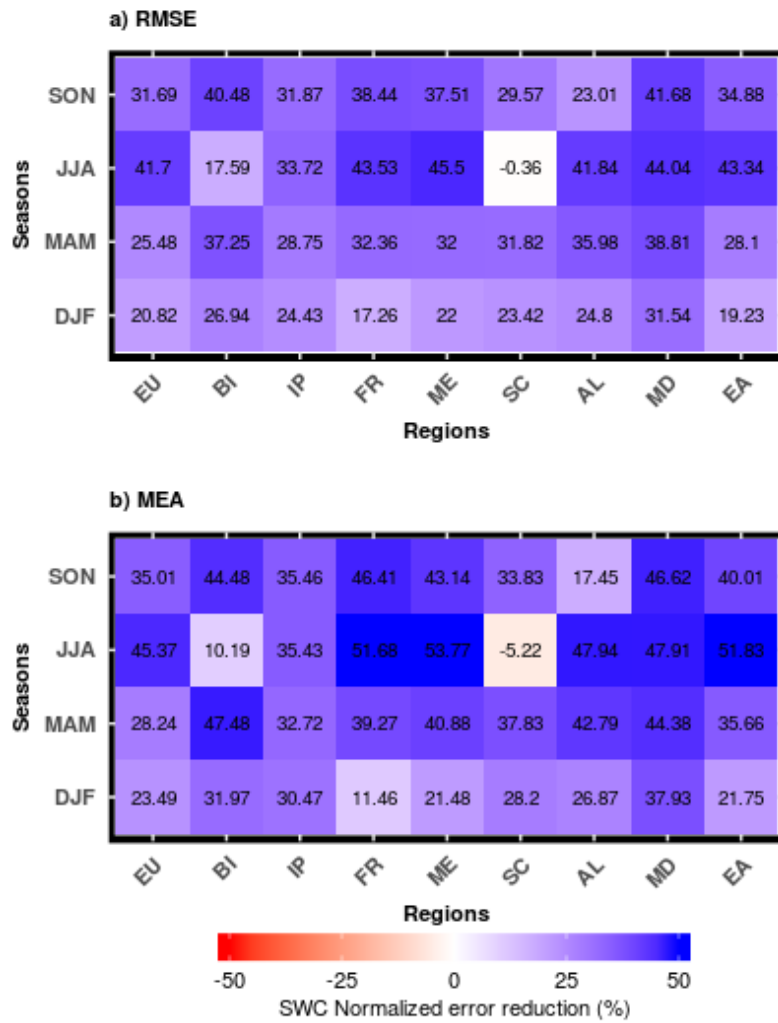 a) RMSE
SON 31.69 40.48 31.87 38.44 37.51 29.57 23.01 41.68 34.88
JJA 41.7 17.59 33.72 43.53 45.5 -0.36 41.84 44.04 43.34
MAM 25.48 37.25 28.75 32.36 32 31.82 35.98 38.81 28.1
DJF 20.82 26.94 24.43 17.26 22 23.42 24.8 31.54 19.23
Seasons
EU BI IP FR ME SC AL MD EA
Regions
b) MEA
SON 35.01 44.48 35.46 46.41 43.14 33.83 17.45 46.62 40.01
JJA 45.37 10.19 35.43 51.68 53.77 -5.22 47.94 47.91 51.83
MAM 28.24 47.48 32.72 39.27 40.88 37.83 42.79 44.38 35.66
DJF 23.49 31.97 30.47 11.46 21.48 28.2 26.87 37.93 21.75
Seasons
EU BI IP FR ME SC AL MD EA
Regions
-50 -25 0 25 50
SWC Normalized error reduction (%)